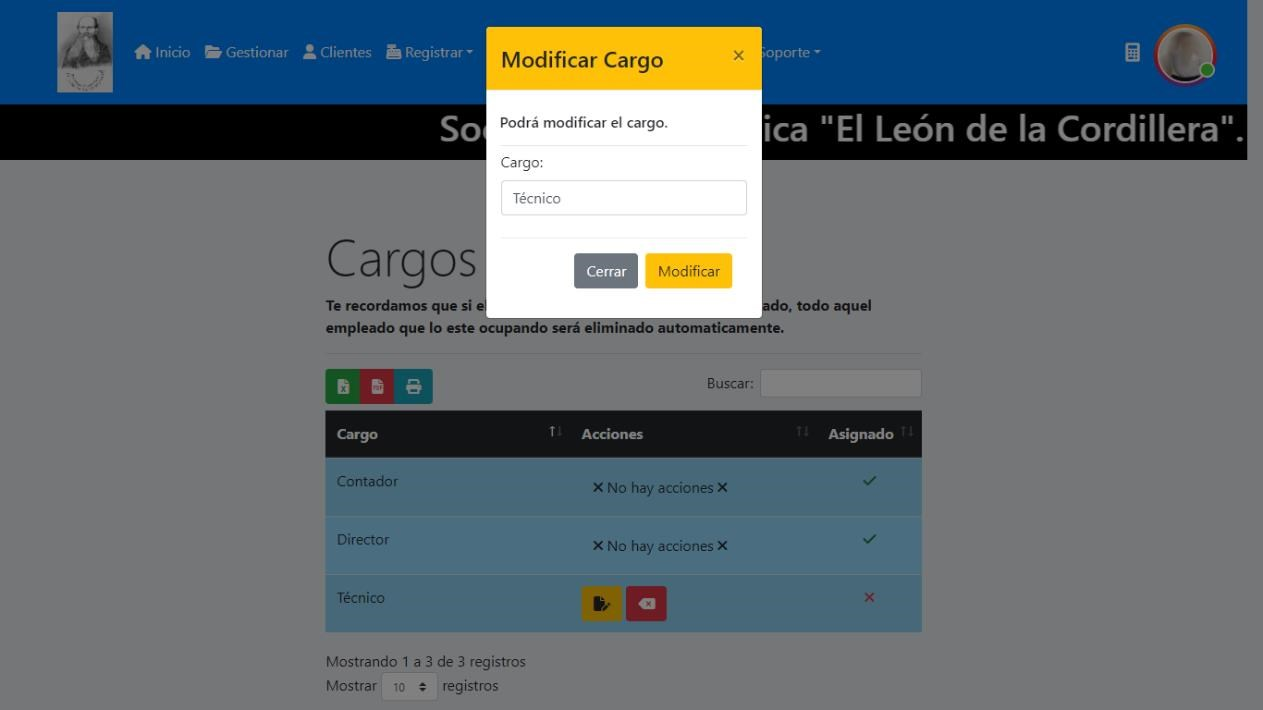 Inicio Gestionar Clientes Registrar Soporte
Modificar Cargo ×
Podrá modificar el cargo.
Cargo:
Técnico
Cerrar Modificar
ica "El León de la Cordillera".
Cargos
Te recordamos que si el ado, todo aquel
empleado que lo este ocupando será eliminado automaticamente.
Buscar:
Cargo Acciones Asignado
Contador No hay acciones
Director No hay acciones
Técnico
Mostrando 1 a 3 de 3 registros
Mostrar 10 registros